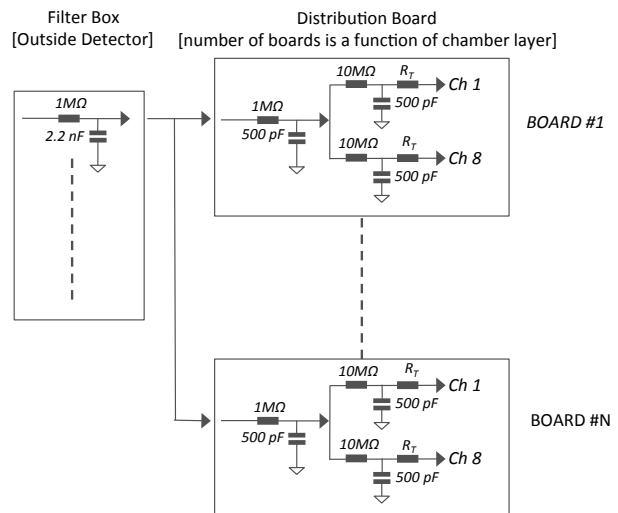 Filter Box
[Outside Detector]
Distribution Board
[number of boards is a function of chamber layer]
1MΩ
2.2 nF
1MΩ
500 pF
10MΩ
R_T
Ch 1
500 pF
10MΩ
R_T
Ch 8
500 pF
BOARD #1
1MΩ
500 pF
10MΩ
R_T
Ch 1
500 pF
10MΩ
R_T
Ch 8
500 pF
BOARD #N